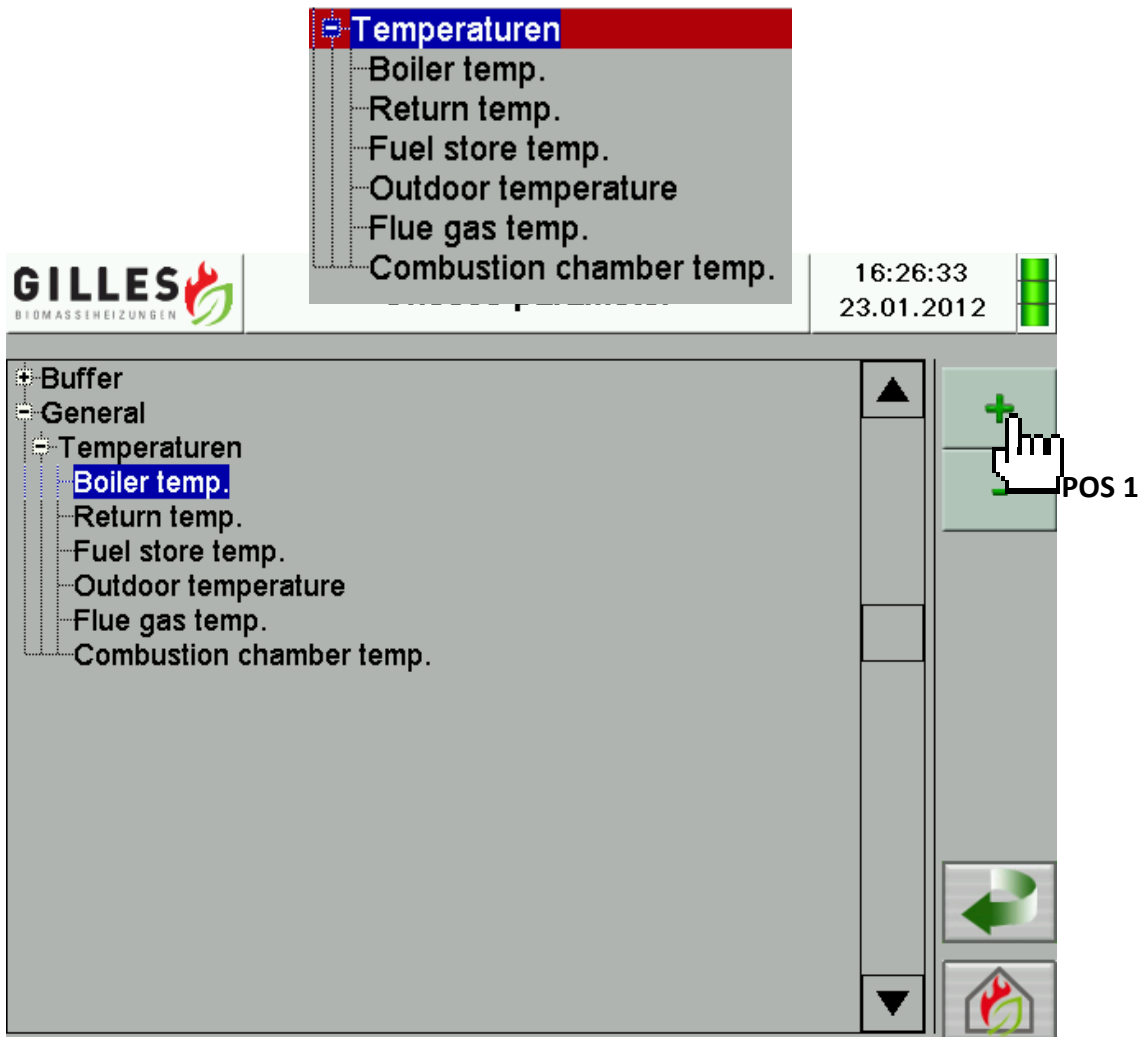 Temperaturen
Boiler temp.
Return temp.
Fuel store temp.
Outdoor temperature
Flue gas temp.
Combustion chamber temp.
GILLES
BIOMASSEHEIZUNGEN
16:26:33
23.01.2012
Buffer
General
Temperaturen
Boiler temp.
Return temp.
Fuel store temp.
Outdoor temperature
Flue gas temp.
Combustion chamber temp.
POS 1